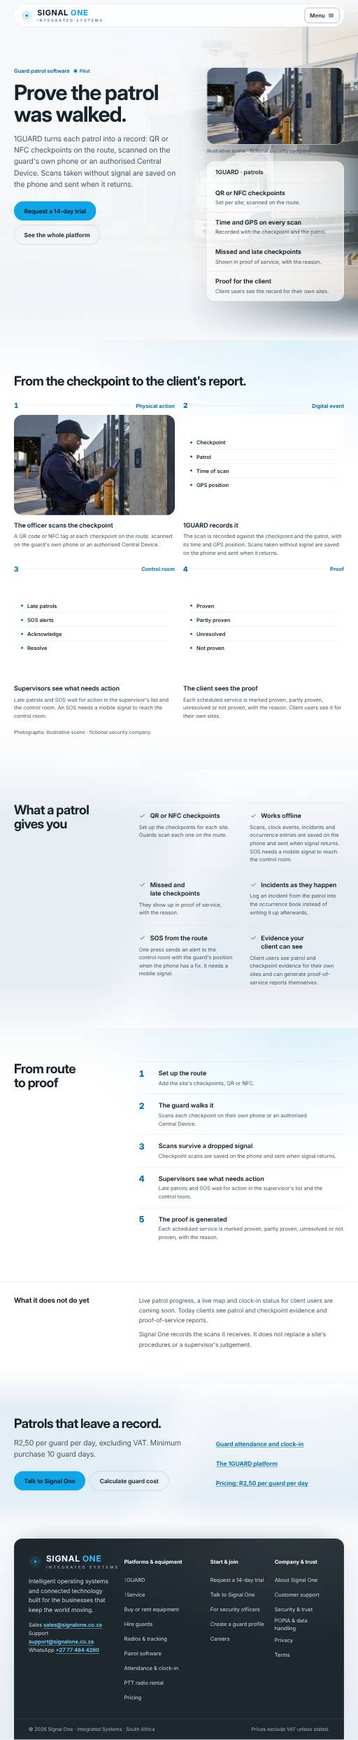 SIGNAL ONE
INTEGRATED SYSTEMS
Menu
Guard patrol software
Pilot
Prove the patrol
was walked.
1GUARD turns each patrol into a record: QR or
NFC checkpoints on the route, scanned on the
guard's own phone or an authorised Central
Device. Scans taken without signal are saved on
the phone and sent when it returns.
Request a 14-day trial
See the whole platform
Illustrative scene · fictional security company
1GUARD · patrols
QR or NFC checkpoints
Set per site; scanned on the route.
Time and GPS on every scan
Recorded with the checkpoint and the patrol.
Missed and late checkpoints
Shown in proof of service, with the reason.
Proof for the client
Client users see the record for their own sites.
From the checkpoint to the client's report.
1
Physical action
The officer scans the checkpoint
A QR code or NFC tag at each checkpoint on the route, scanned
on the guard's own phone or an authorised Central Device.
2
Digital event
Checkpoint
Patrol
Time of scan
GPS position
1GUARD records it
The scan is recorded against the checkpoint and the patrol, with
its time and GPS position. Scans taken without signal are saved
on the phone and sent when it returns.
3
Control room
Late patrols
SOS alerts
Acknowledge
Resolve
Supervisors see what needs action
Late patrols and SOS wait for action in the supervisor's list and
the control room. An SOS needs a mobile signal to reach the
control room.
4
Proof
Proven
Partly proven
Unresolved
Not proven
The client sees the proof
Each scheduled service is marked proven, partly proven,
unresolved or not proven, with the reason. Client users see it for
their own sites.
Photographs: illustrative scene · fictional security company.
What a patrol
gives you
QR or NFC checkpoints
Set up the checkpoints for each site.
Guards scan each one on the route.
Works offline
Scans, clock events, incidents and
occurrence entries are saved on the
phone and sent when signal returns.
SOS needs a mobile signal to reach
the control room.
Missed and
late checkpoints
They show up in proof of service,
with the reason.
Incidents as they happen
Log an incident from the patrol into
the occurrence book instead of
writing it up afterwards.
SOS from the route
One press sends an alert to the
control room with the guard's position
when the phone has a fix. It needs a
mobile signal.
Evidence your
client can see
Client users see patrol and
checkpoint evidence for their own
sites and can generate proof-of-
service reports themselves.
From route
to proof
1
Set up the route
Add the site's checkpoints, QR or NFC.
2
The guard walks it
Scans each checkpoint on their own phone or an authorised
Central Device.
3
Scans survive a dropped signal
Checkpoint scans are saved on the phone and sent when signal returns.
4
Supervisors see what needs action
Late patrols and SOS wait for action in the supervisor's list and the
control room.
5
The proof is generated
Each scheduled service is marked proven, partly proven, unresolved or not
proven, with the reason.
What it does not do yet
Live patrol progress, a live map and clock-in status for client users are
coming soon. Today clients see patrol and checkpoint evidence and
proof-of-service reports.
Signal One records the scans it receives. It does not replace a site's
procedures or a supervisor's judgement.
Patrols that leave a record.
R2,50 per guard per day, excluding VAT. Minimum
purchase 10 guard days.
Talk to Signal One
Calculate guard cost
Guard attendance and clock-in
The 1GUARD platform
Pricing: R2,50 per guard per day
SIGNAL ONE
INTEGRATED SYSTEMS
Intelligent operating systems
and connected technology
built for the businesses that
keep the world moving.
Sales sales@signalone.co.za
Support
support@signalone.co.za
WhatsApp +27 77 484 4280
Platforms & equipment
1GUARD
1Service
Buy or rent equipment
Hire guards
Radios & tracking
Patrol software
Attendance & clock-in
PTT radio rental
Pricing
Start & join
Request a 14-day trial
Talk to Signal One
For security officers
Create a guard profile
Careers
Company & trust
About Signal One
Customer support
Security & trust
POPIA & data
handling
Privacy
Terms
© 2026 Signal One · Integrated Systems · South Africa
Prices exclude VAT unless stated.